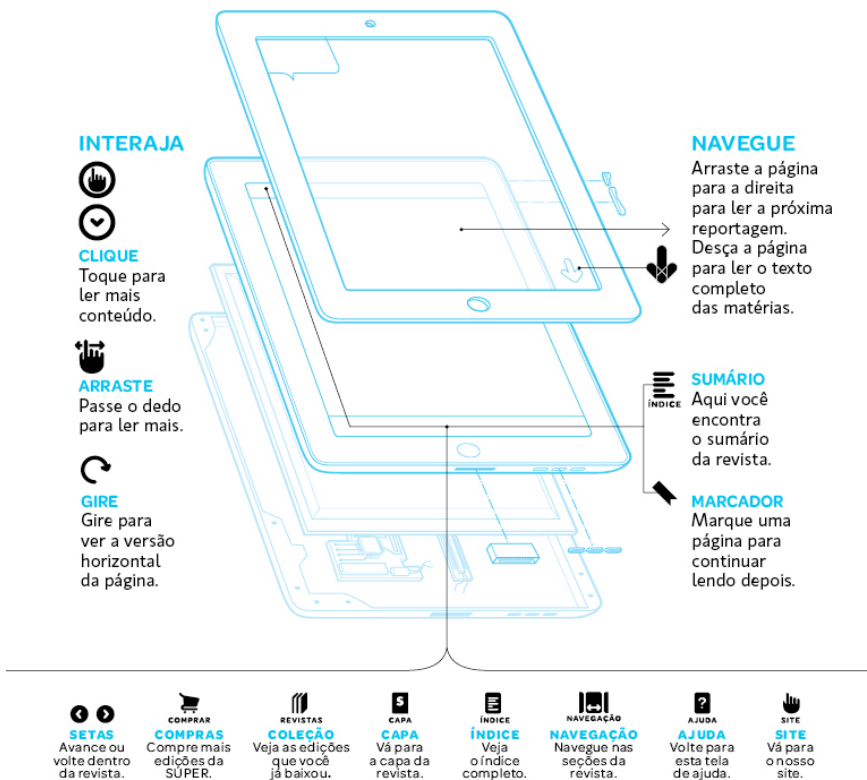 INTERAJA
CLIQUE
Toque para
ler mais
conteúdo.
ARRASTE
Passe o dedo
para ler mais.
GIRE
Gire para
ver a versão
horizontal
da página.
NAVEGUE
Arraste a página
para a direita
para ler a próxima
reportagem.
Desça a página
para ler o texto
completo
das matérias.
ÍNDICE
SUMÁRIO
Aqui você
encontra
o sumário
da revista.
MARCADOR
Marque uma
página para
continuar
lendo depois.
SETAS
Avance ou
volte dentro
da revista.
COMPRAR
COMPRAS
Compre mais
edições da
SÚPER.
REVISTAS
COLEÇÃO
Veja as edições
que você
já baixou.
S
CAPA
CAPA
Vá para
a capa da
revista.
ÍNDICE
ÍNDICE
Veja
o índice
completo.
NAVEGAÇÃO
NAVEGAÇÃO
Navegue nas
seções da
revista.
?
AJUDA
AJUDA
Volte para
esta tela
de ajuda.
SITE
SITE
Vá para
o nosso
site.